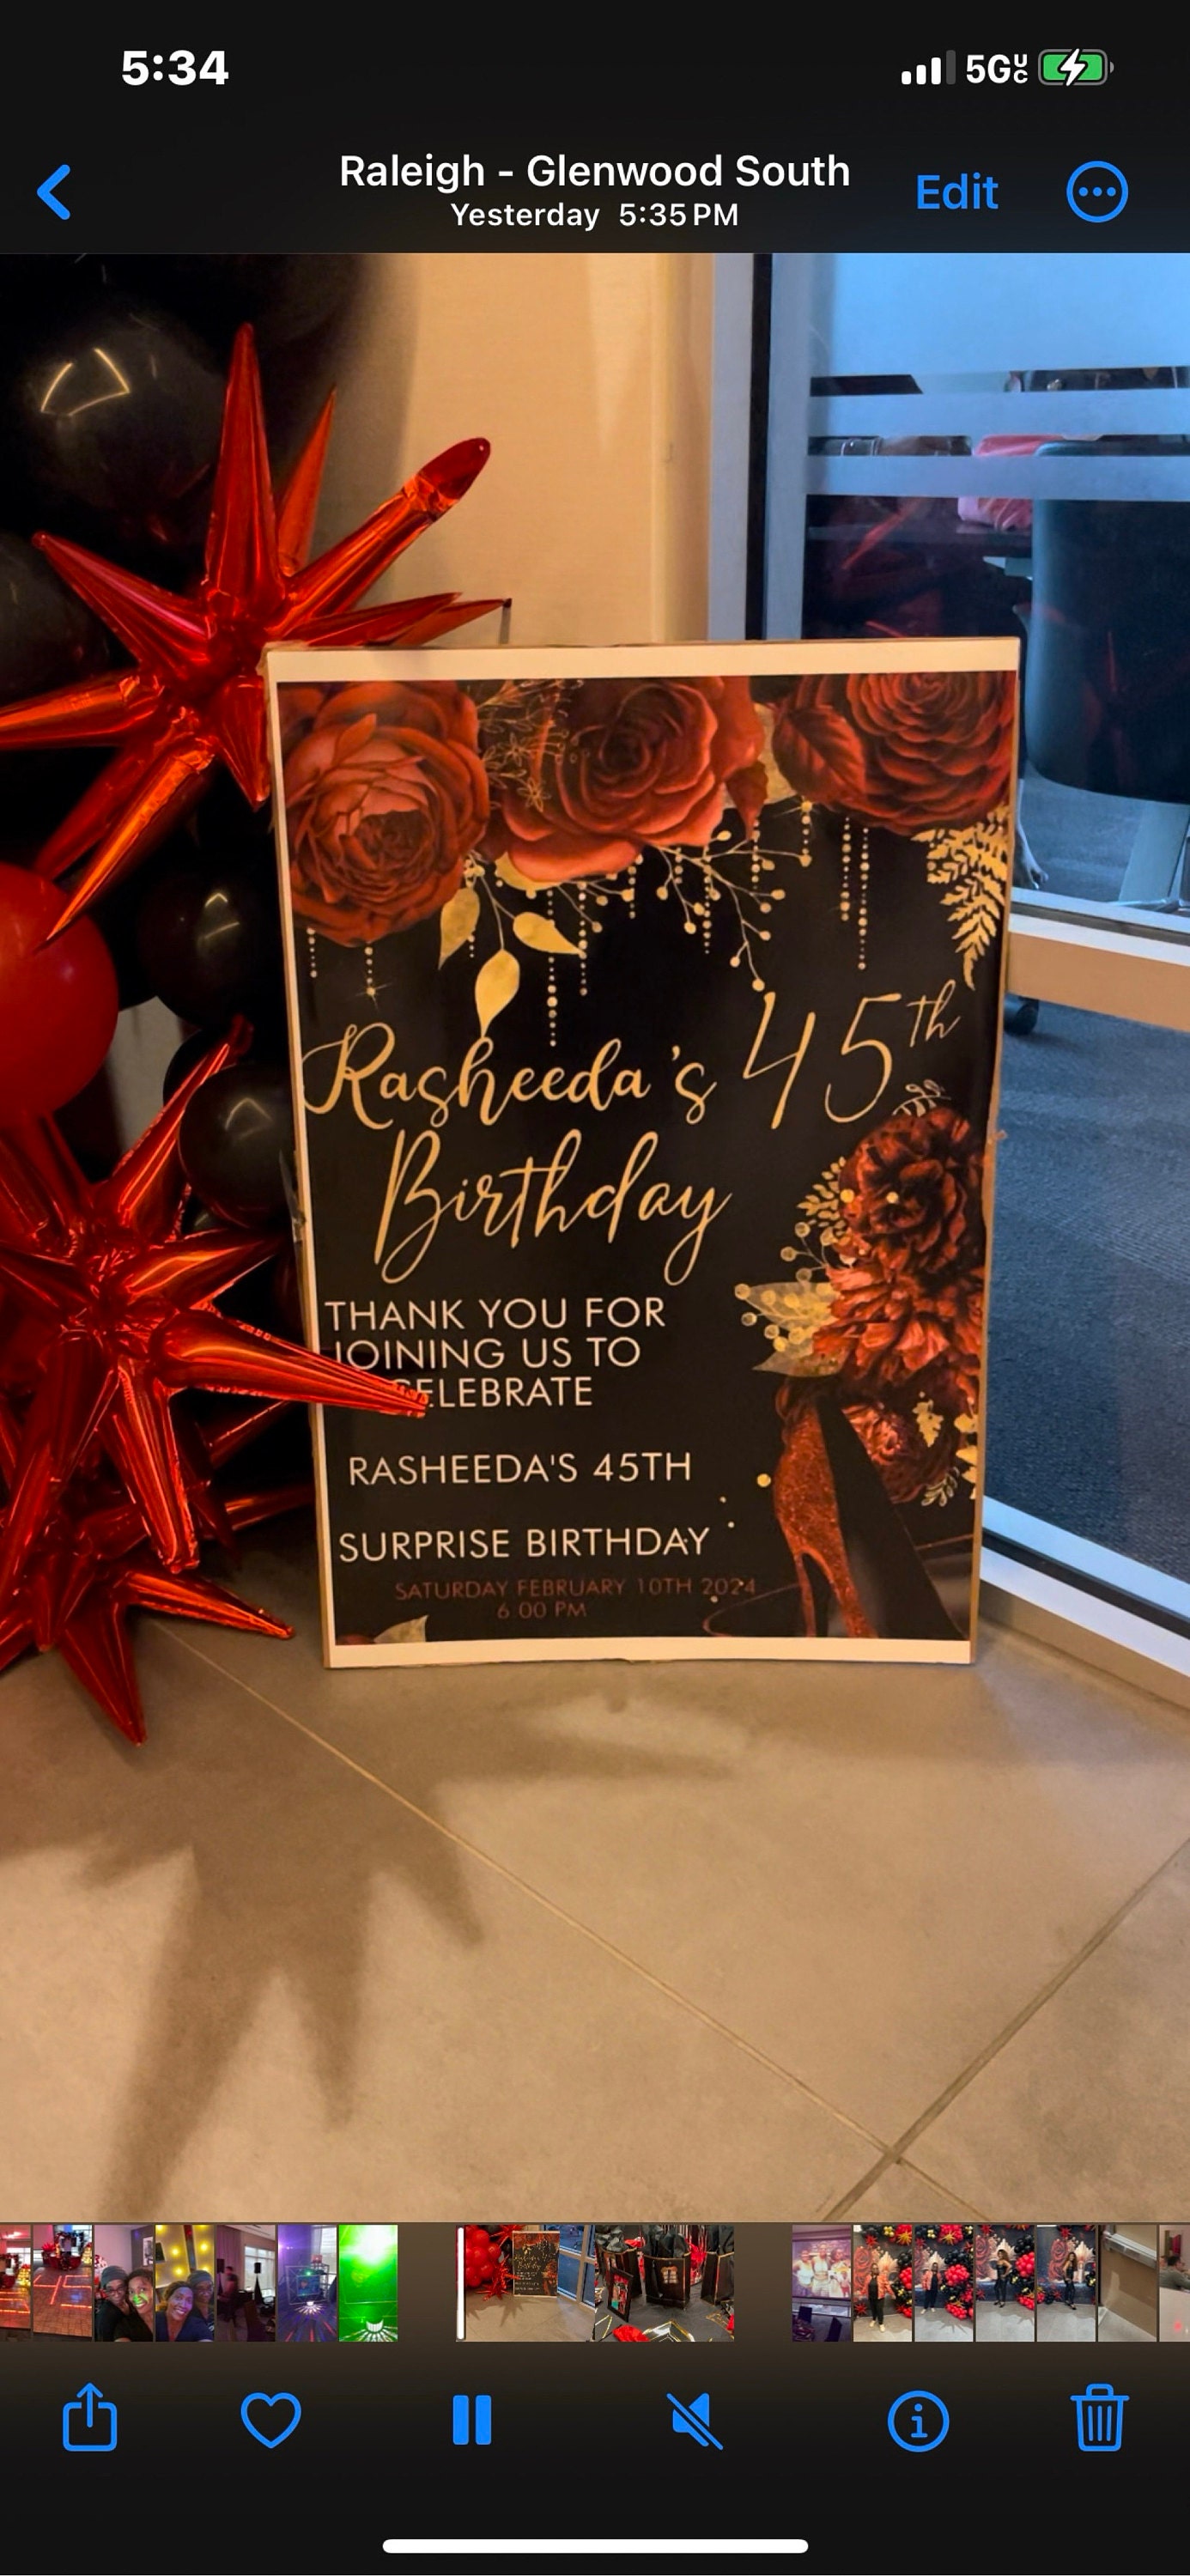 5:34
5G UC
Raleigh - Glenwood South
Yesterday 5:35 PM
Edit
Rasheeda's 45th
Birthday
THANK YOU FOR
JOINING US TO
CELEBRATE
RASHEEDA'S 45TH
SURPRISE BIRTHDAY
SATURDAY FEBRUARY 10TH 2024
6:00 PM